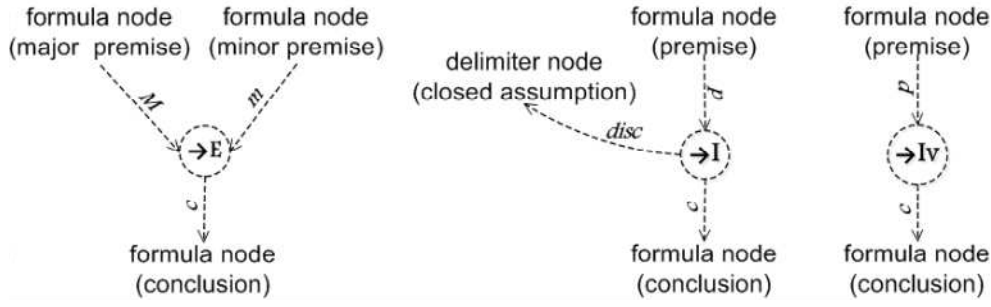 formula node
(major premise)
formula node
(minor premise)
M
m
→E
c
formula node
(conclusion)
delimiter node
(closed assumption)
disc
formula node
(premise)
p
→I
c
formula node
(conclusion)
formula node
(premise)
p
→Iv
c
formula node
(conclusion)